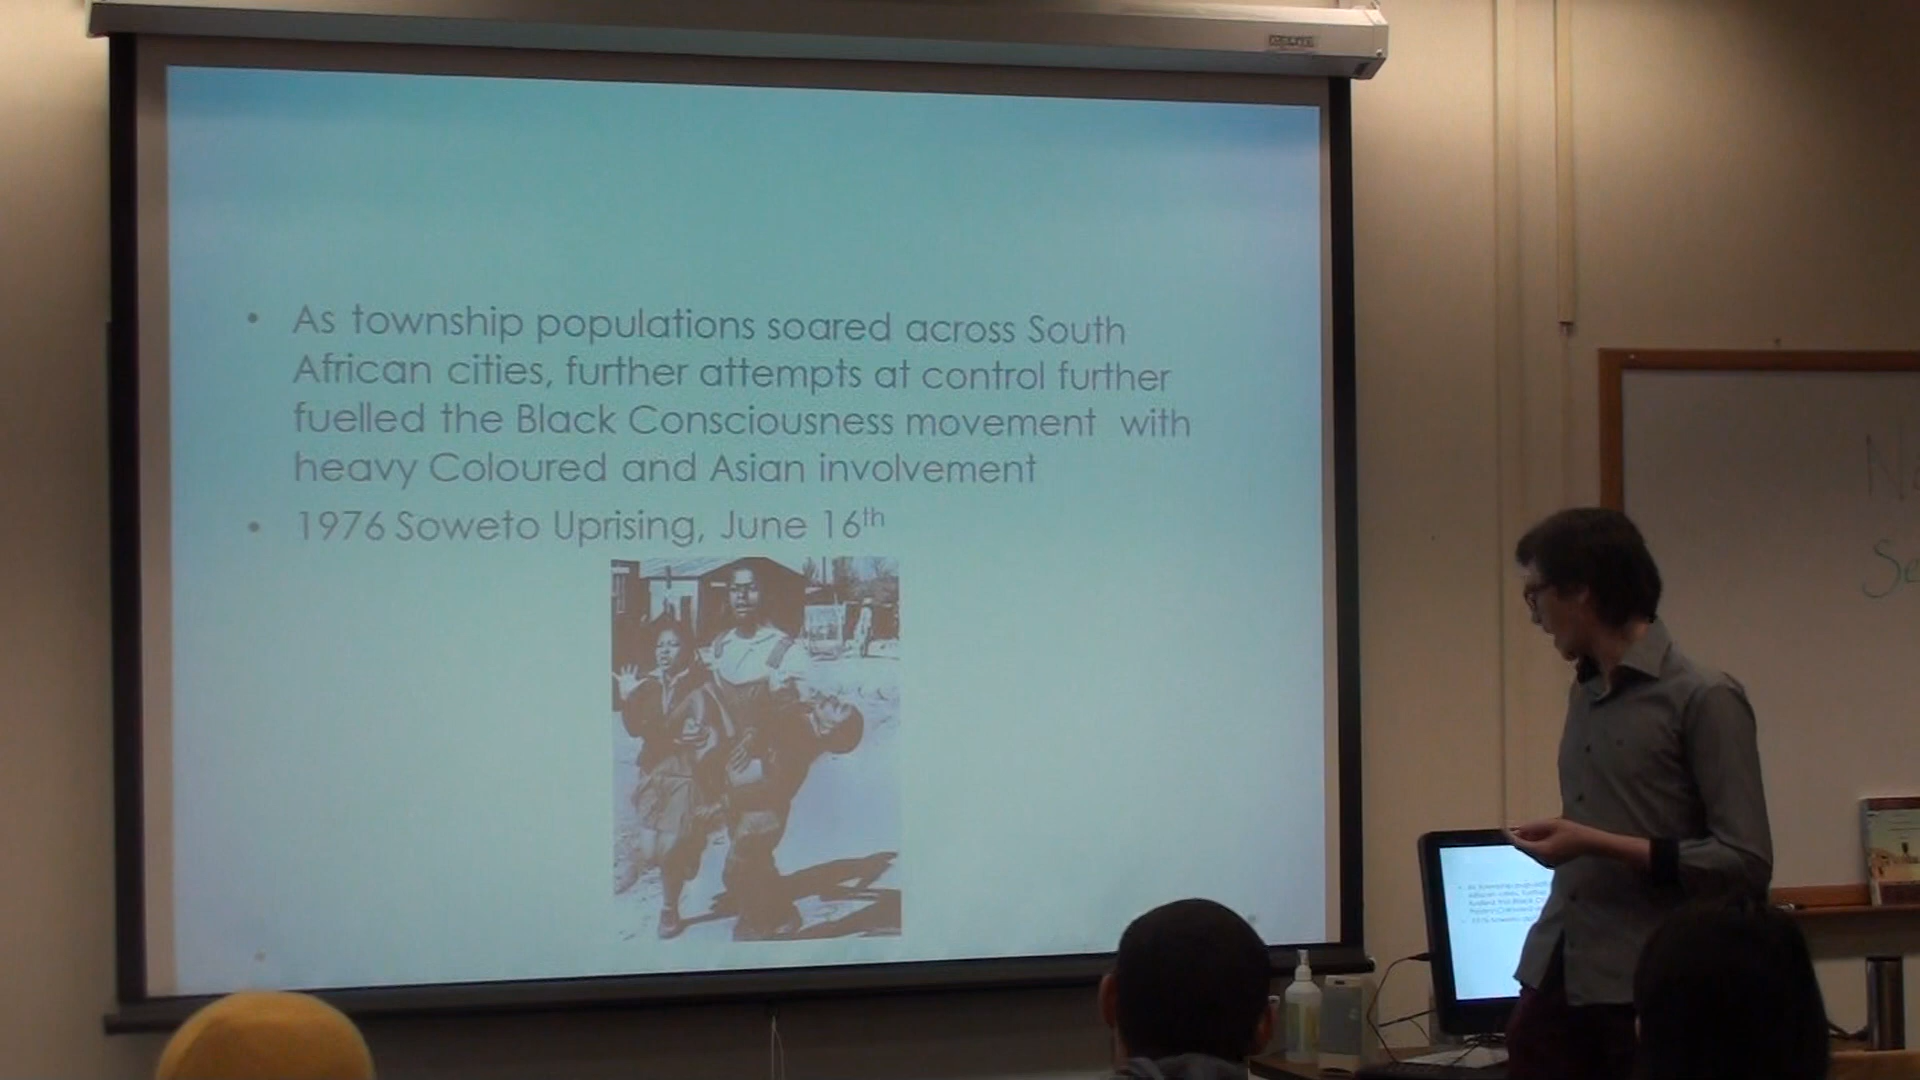 • As township populations soared across South
African cities, further attempts at control further
fuelled the Black Consciousness movement with
heavy Coloured and Asian involvement
• 1976 Soweto Uprising, June 16th